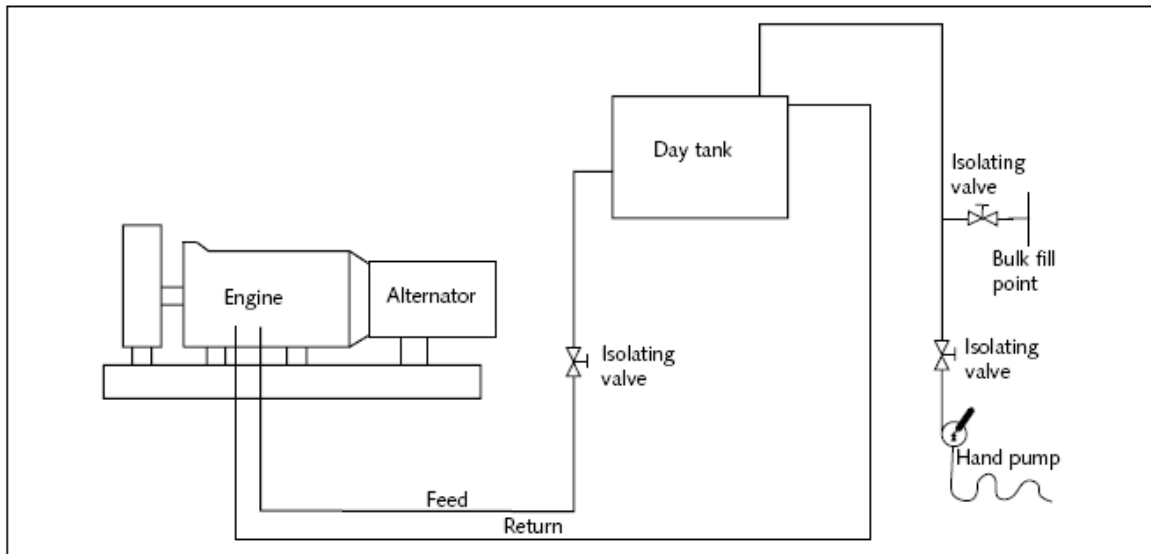 Day tank
Isolating
valve
Bulk fill
point
Engine
Alternator
Isolating
valve
Isolating
valve
Hand pump
Feed
Return